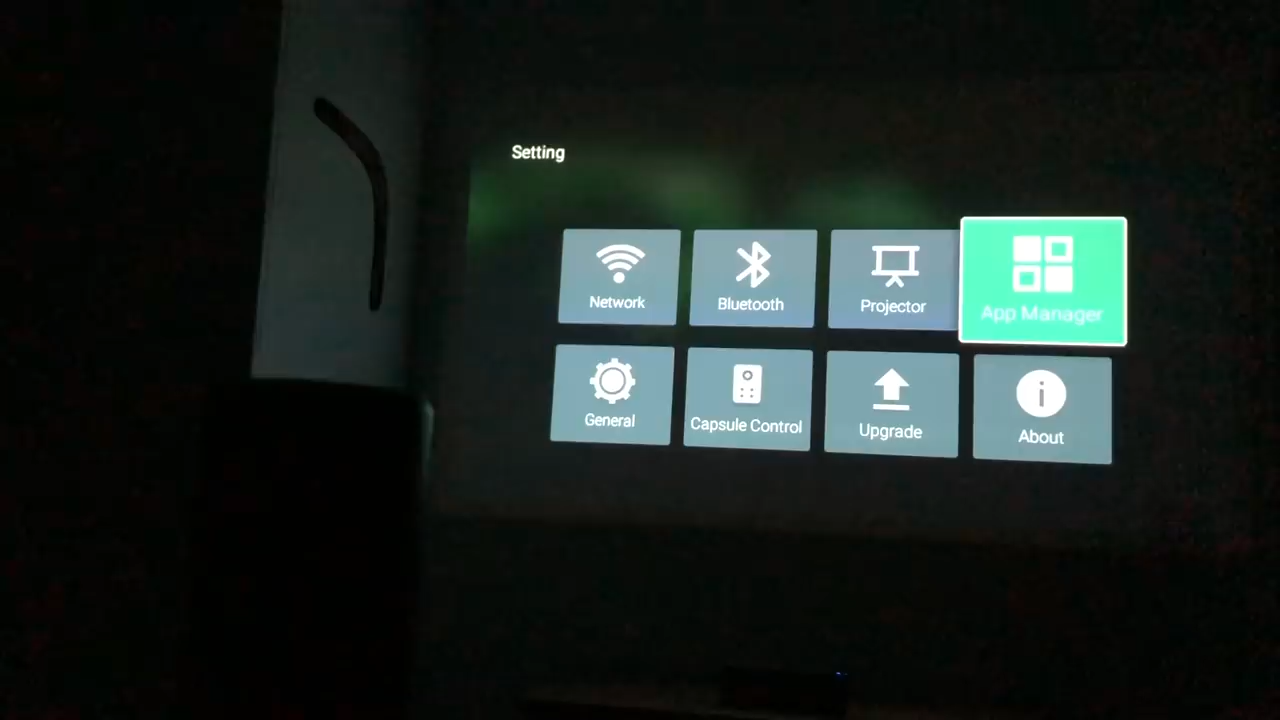 Setting
Network
Bluetooth
Projector
App Manager
General
Capsule Control
Upgrade
About